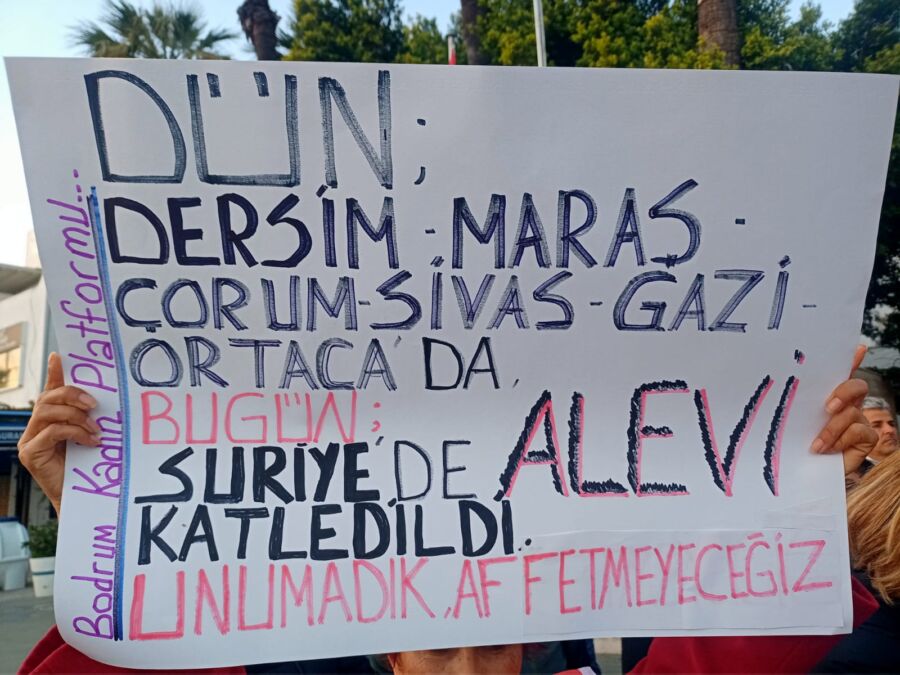 Bodrum Kadın Platformu...
DÜN;
DERSİM - MARAŞ -
ÇORUM - SİVAS - GAZİ -
ORTACA' DA,
BUGÜN;
SURİYE'DE ALEVİ
KATLEDİLDİ.
UNUMADIK, AFFETMEYECEĞİZ